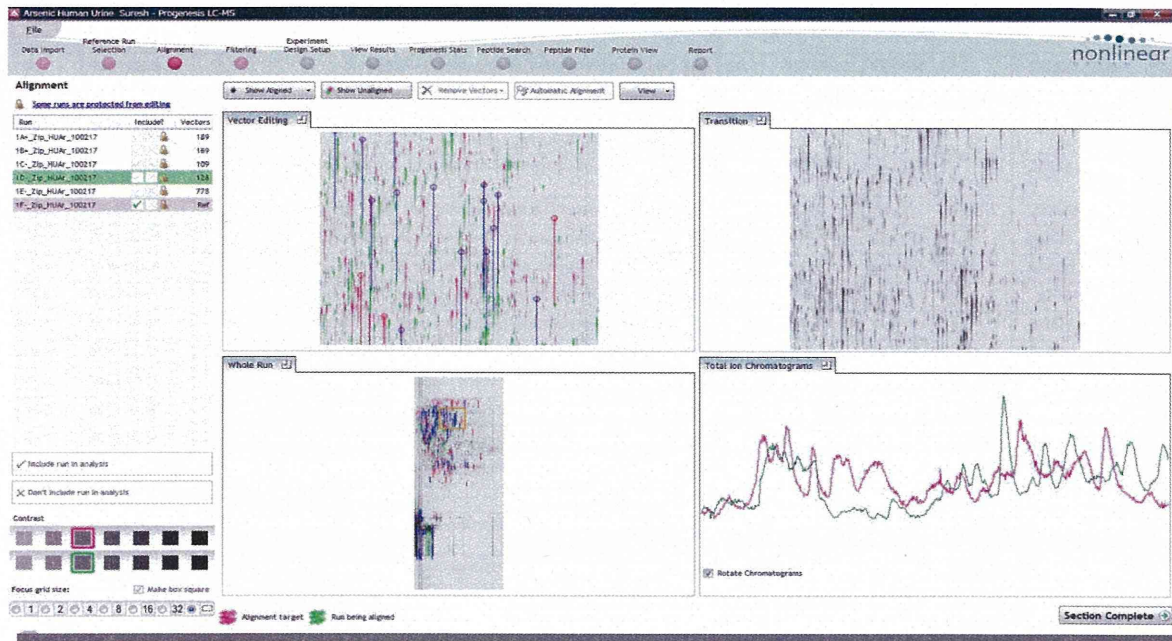 Arsenic Human Urine Suresh - Progenesis LC-MS
File
Data Import Reference Run Selection Alignment Filtering Experiment Design Setup View Results Progenesis Stats Peptide Search Peptide Filter Protein View Report
nonlinear
Alignment
Some runs are protected from editing
Run Include? Vectors
1A+_Zip_HUAr_100217 189
1B+_Zip_HUAr_100217 169
1C-_Zip_HUAr_100217 109
1D-_Zip_HUAr_100217 128
1E-_Zip_HUAr_100217 778
1F-_Zip_HUAr_100217 Ref
Show Aligned Show Unaligned Remove Vectors Automatic Alignment View
Vector Editing
Transition
Whole Run
Total Ion Chromatograms
Include run in analysis
Don't include run in analysis
Contrast
Focus grid size: Make box square
1 2 4 8 16 32
Rotate Chromatograms
Alignment target Run being aligned
Section Complete